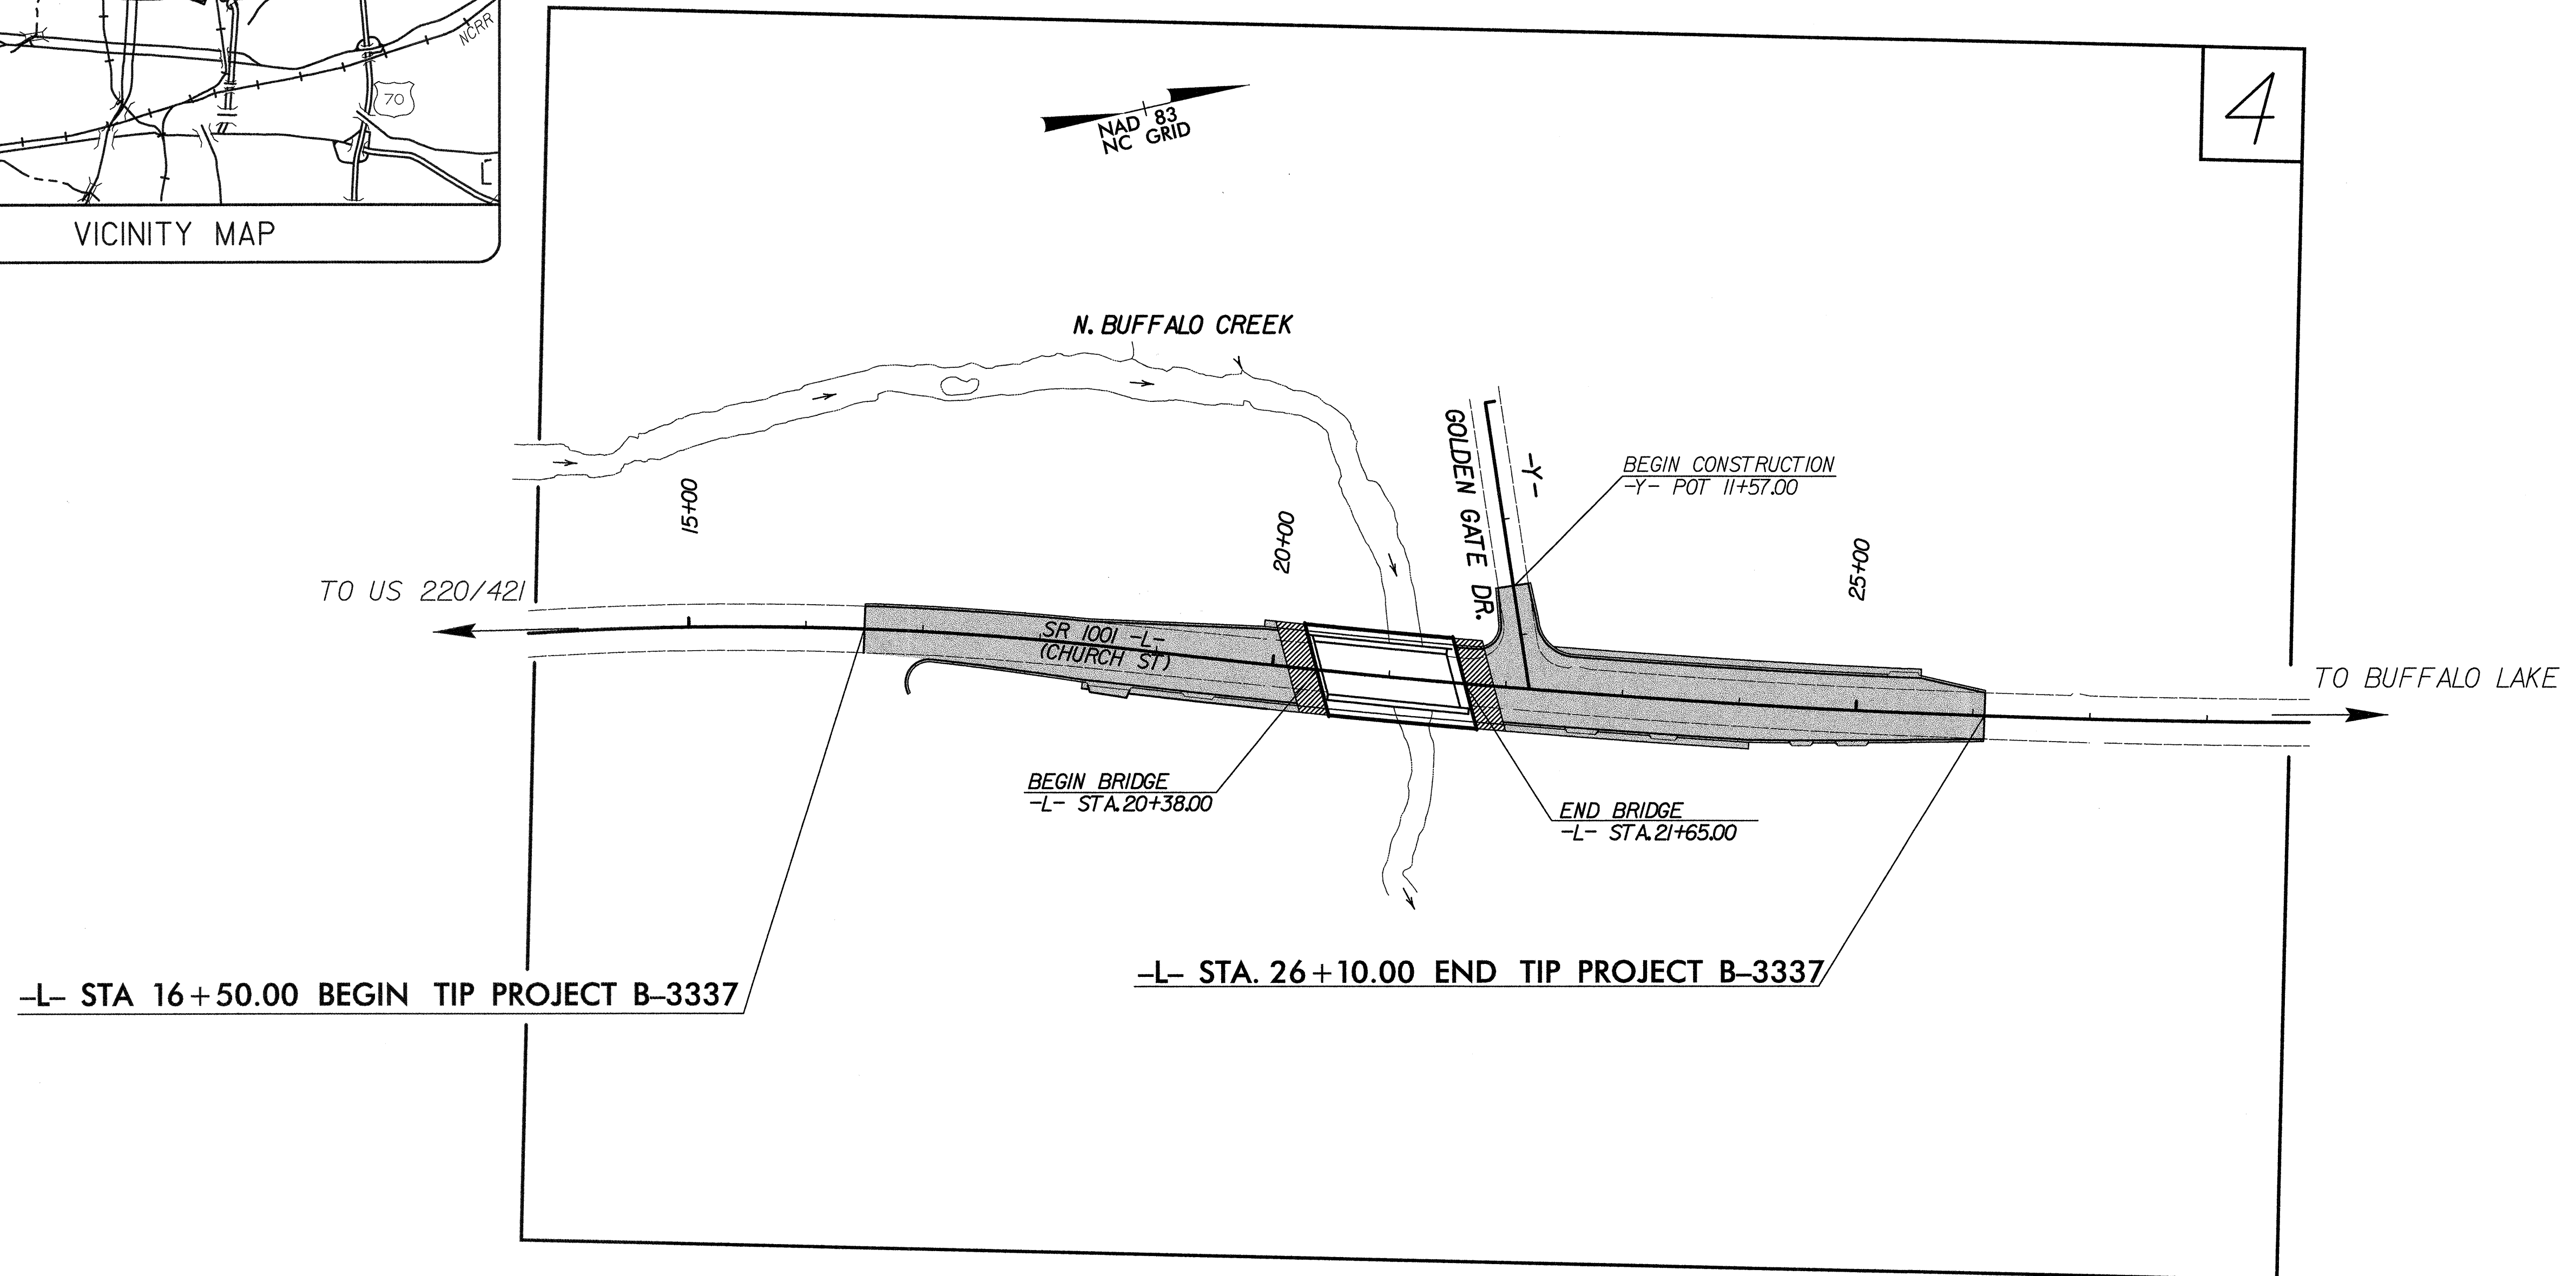 NCRR
70
VICINITY MAP
4
NAD 83
NC GRID
N. BUFFALO CREEK
GOLDEN GATE DR.
-Y-
BEGIN CONSTRUCTION
-Y- POT 11+57.00
15+00
20+00
25+00
TO US 220/421
SR 1001 -L-
(CHURCH ST)
TO BUFFALO LAKE
BEGIN BRIDGE
-L- STA.20+38.00
END BRIDGE
-L- STA.21+65.00
-L- STA. 26+10.00 END TIP PROJECT B-3337
-L- STA 16+50.00 BEGIN TIP PROJECT B-3337